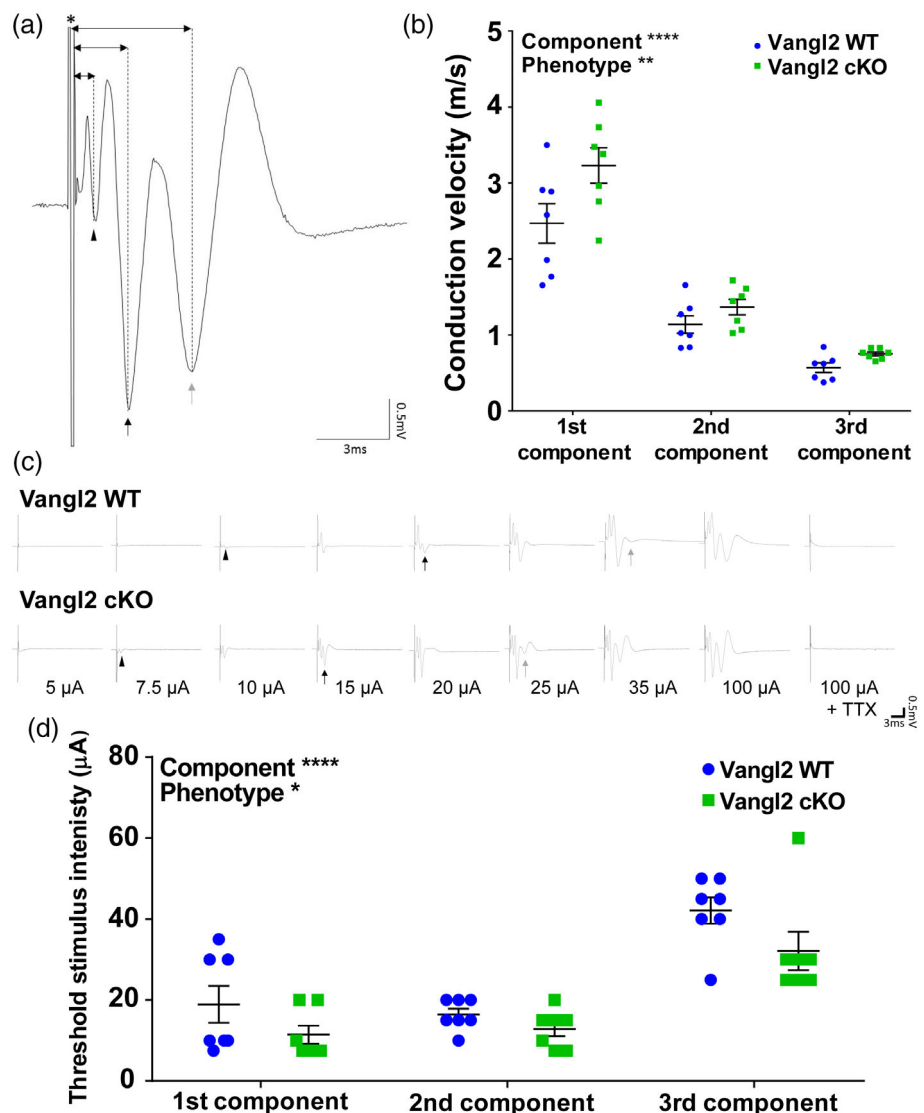 (a)
*
0.5mV
3ms
(b)
Conduction velocity (m/s)
5
4
3
2
1
0
Component ****
Phenotype **
Vangl2 WT
Vangl2 cKO
1st component
2nd component
3rd component
(c)
Vangl2 WT
Vangl2 cKO
5 µA
7.5 µA
10 µA
15 µA
20 µA
25 µA
35 µA
100 µA
100 µA
+ TTX
3ms
0.5mV
(d)
Threshold stimulus intenisty (µA)
80
60
40
20
0
Component ****
Phenotype *
Vangl2 WT
Vangl2 cKO
1st component
2nd component
3rd component